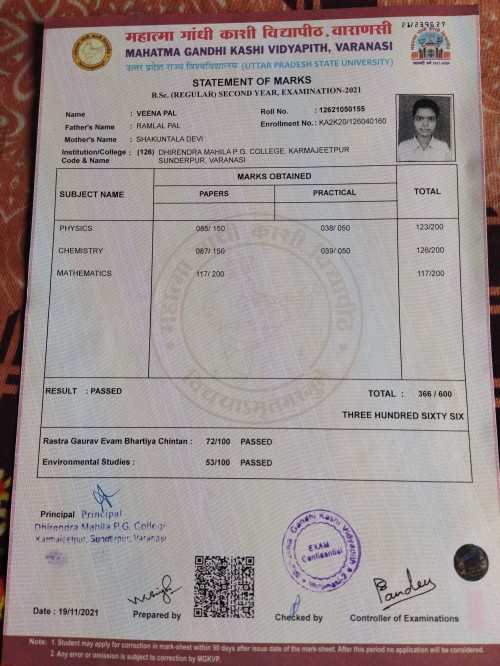 21/239627
महात्मा गांधी काशी विद्यापीठ, वाराणसी
MAHATMA GANDHI KASHI VIDYAPITH, VARANASI
उत्तर प्रदेश राज्य विश्वविद्यालय (UTTAR PRADESH STATE UNIVERSITY)
STATEMENT OF MARKS
B.Sc. (REGULAR) SECOND YEAR, EXAMINATION-2021
Name : VEENA PAL Roll No. : 12621050155
Father's Name : RAMLAL PAL Enrollment No. : KA2K20/126040160
Mother's Name : SHAKUNTALA DEVI
Institution/College : (126) DHIRENDRA MAHILA P.G. COLLEGE, KARMAJEETPUR
Code & Name SUNDERPUR, VARANASI
SUBJECT NAME MARKS OBTAINED TOTAL
PAPERS PRACTICAL
PHYSICS 085/ 150 038/ 050 123/200
CHEMISTRY 087/ 150 039/ 050 126/200
MATHEMATICS 117/ 200 117/200
महात्मा गांधी काशी विद्यापीठ
विद्ययाऽमृतमश्नुते
RESULT : PASSED TOTAL : 366 / 600
THREE HUNDRED SIXTY SIX
Rastra Gaurav Evam Bhartiya Chintan : 72/100 PASSED
Environmental Studies : 53/100 PASSED
Principal Principal
Dhirendra Mahila P.G. College
Karmajeetpur, Sunderpur, Varanasi
Gandhi Kashi Vidyapith
EXAM
Confidential
Varanasi-2
Date : 19/11/2021 Prepared by Checked by Controller of Examinations
Note: 1. Student may apply for correction in mark-sheet within 90 days after issue date of the mark-sheet. After this period no application will be considered.
2. Any error or omission is subject to correction by MGKVP.